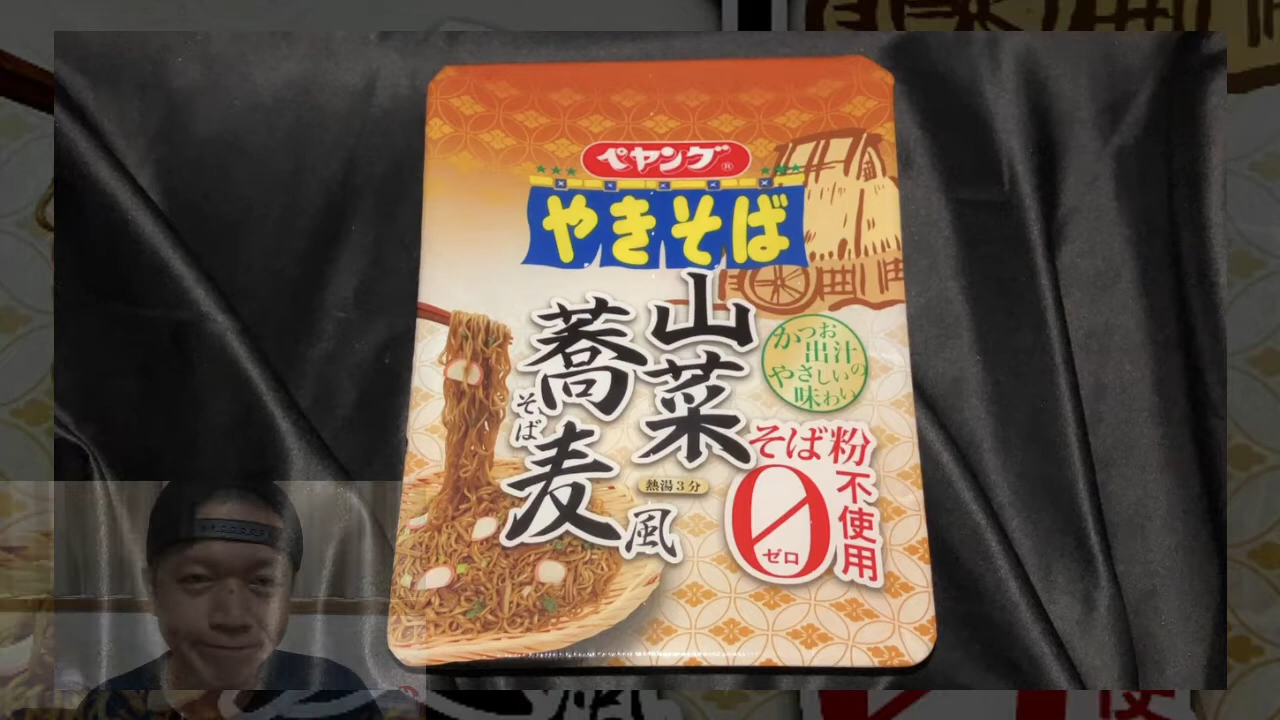 ペヤング®
やきそば
山菜
蕎麦
そば
風
熱湯3分
かつお
出汁の
やさしい
味わい
そば粉
0
ゼロ
不使用